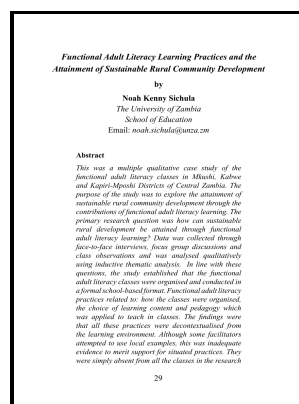 Functional Adult Literacy Learning Practices and the
Attainment of Sustainable Rural Community Development
by
Noah Kenny Sichula
The University of Zambia
School of Education
Email: noah.sichula@unza.zm
Abstract
This was a multiple qualitative case study of the
functional adult literacy classes in Mkushi, Kabwe
and Kapiri-Mposhi Districts of Central Zambia. The
purpose of the study was to explore the attainment of
sustainable rural community development through the
contributions of functional adult literacy learning. The
primary research question was how can sustainable
rural development be attained through functional
adult literacy learning? Data was collected through
face-to-face interviews, focus group discussions and
class observations and was analysed qualitatively
using inductive thematic analysis. In line with these
questions, the study established that the functional
adult literacy classes were organised and conducted in
a formal school-based format. Functional adult literacy
practices related to: how the classes were organised,
the choice of learning content and pedagogy which
was applied to teach in classes. The findings were
that all these practices were decontextualised from
the learning environment. Although some facilitators
attempted to use local examples, this was inadequate
evidence to merit support for situated practices. They
were simply absent from all the classes in the research
29